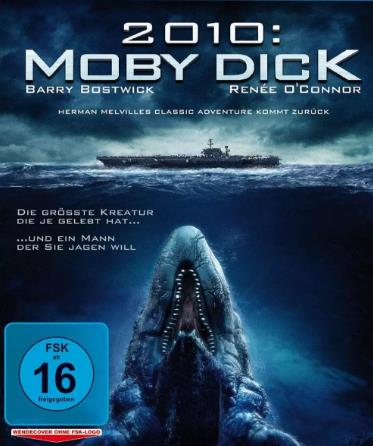 2010:
MOBY DICK
BARRY BOSTWICK RENÉE O'CONNOR
HERMAN MELVILLES CLASSIC ADVENTURE KOMMT ZURÜCK
DIE GRÖSSTE KREATUR
DIE JE GELEBT HAT...
...UND EIN MANN
DER SIE JAGEN WILL
FSK
ab
16
freigegeben
WENDECOVER OHNE FSK-LOGO